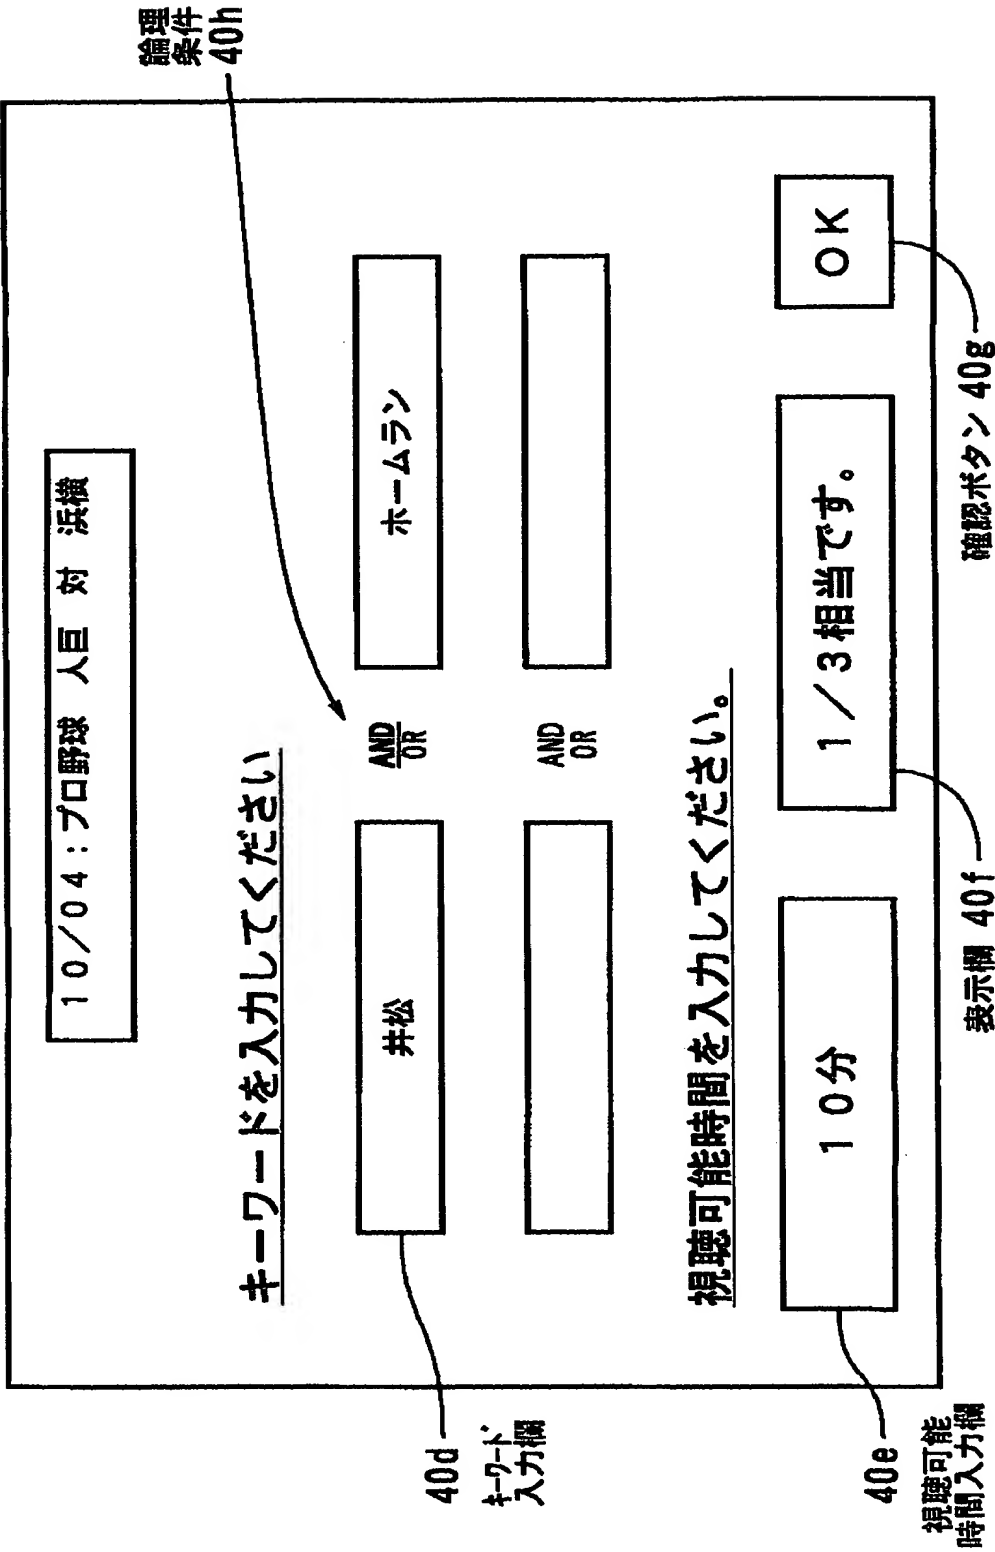 論理
条件
40h
10/04:プロ野球 人巨 対 浜横
キーワードを入力してください
井松
AND
OR
ホームラン
AND
OR
40d
キーワード
入力欄
視聴可能時間を入力してください。
10分
1/3相当です。
OK
40e
視聴可能
時間入力欄
表示欄 40f
確認ボタン 40g